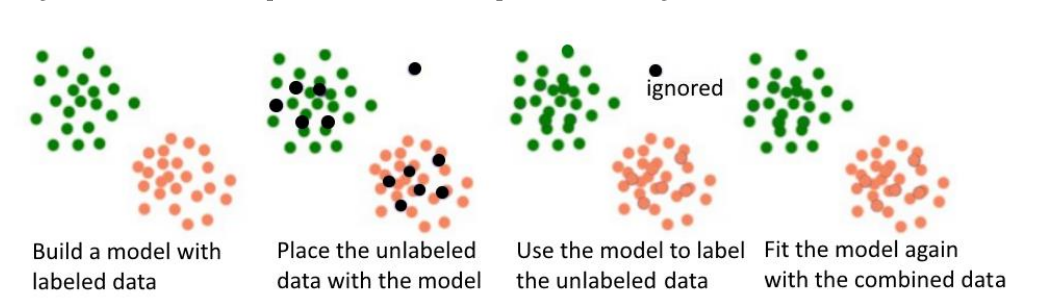 ignored
Build a model with
labeled data
Place the unlabeled
data with the model
Use the model to label
the unlabeled data
Fit the model again
with the combined data